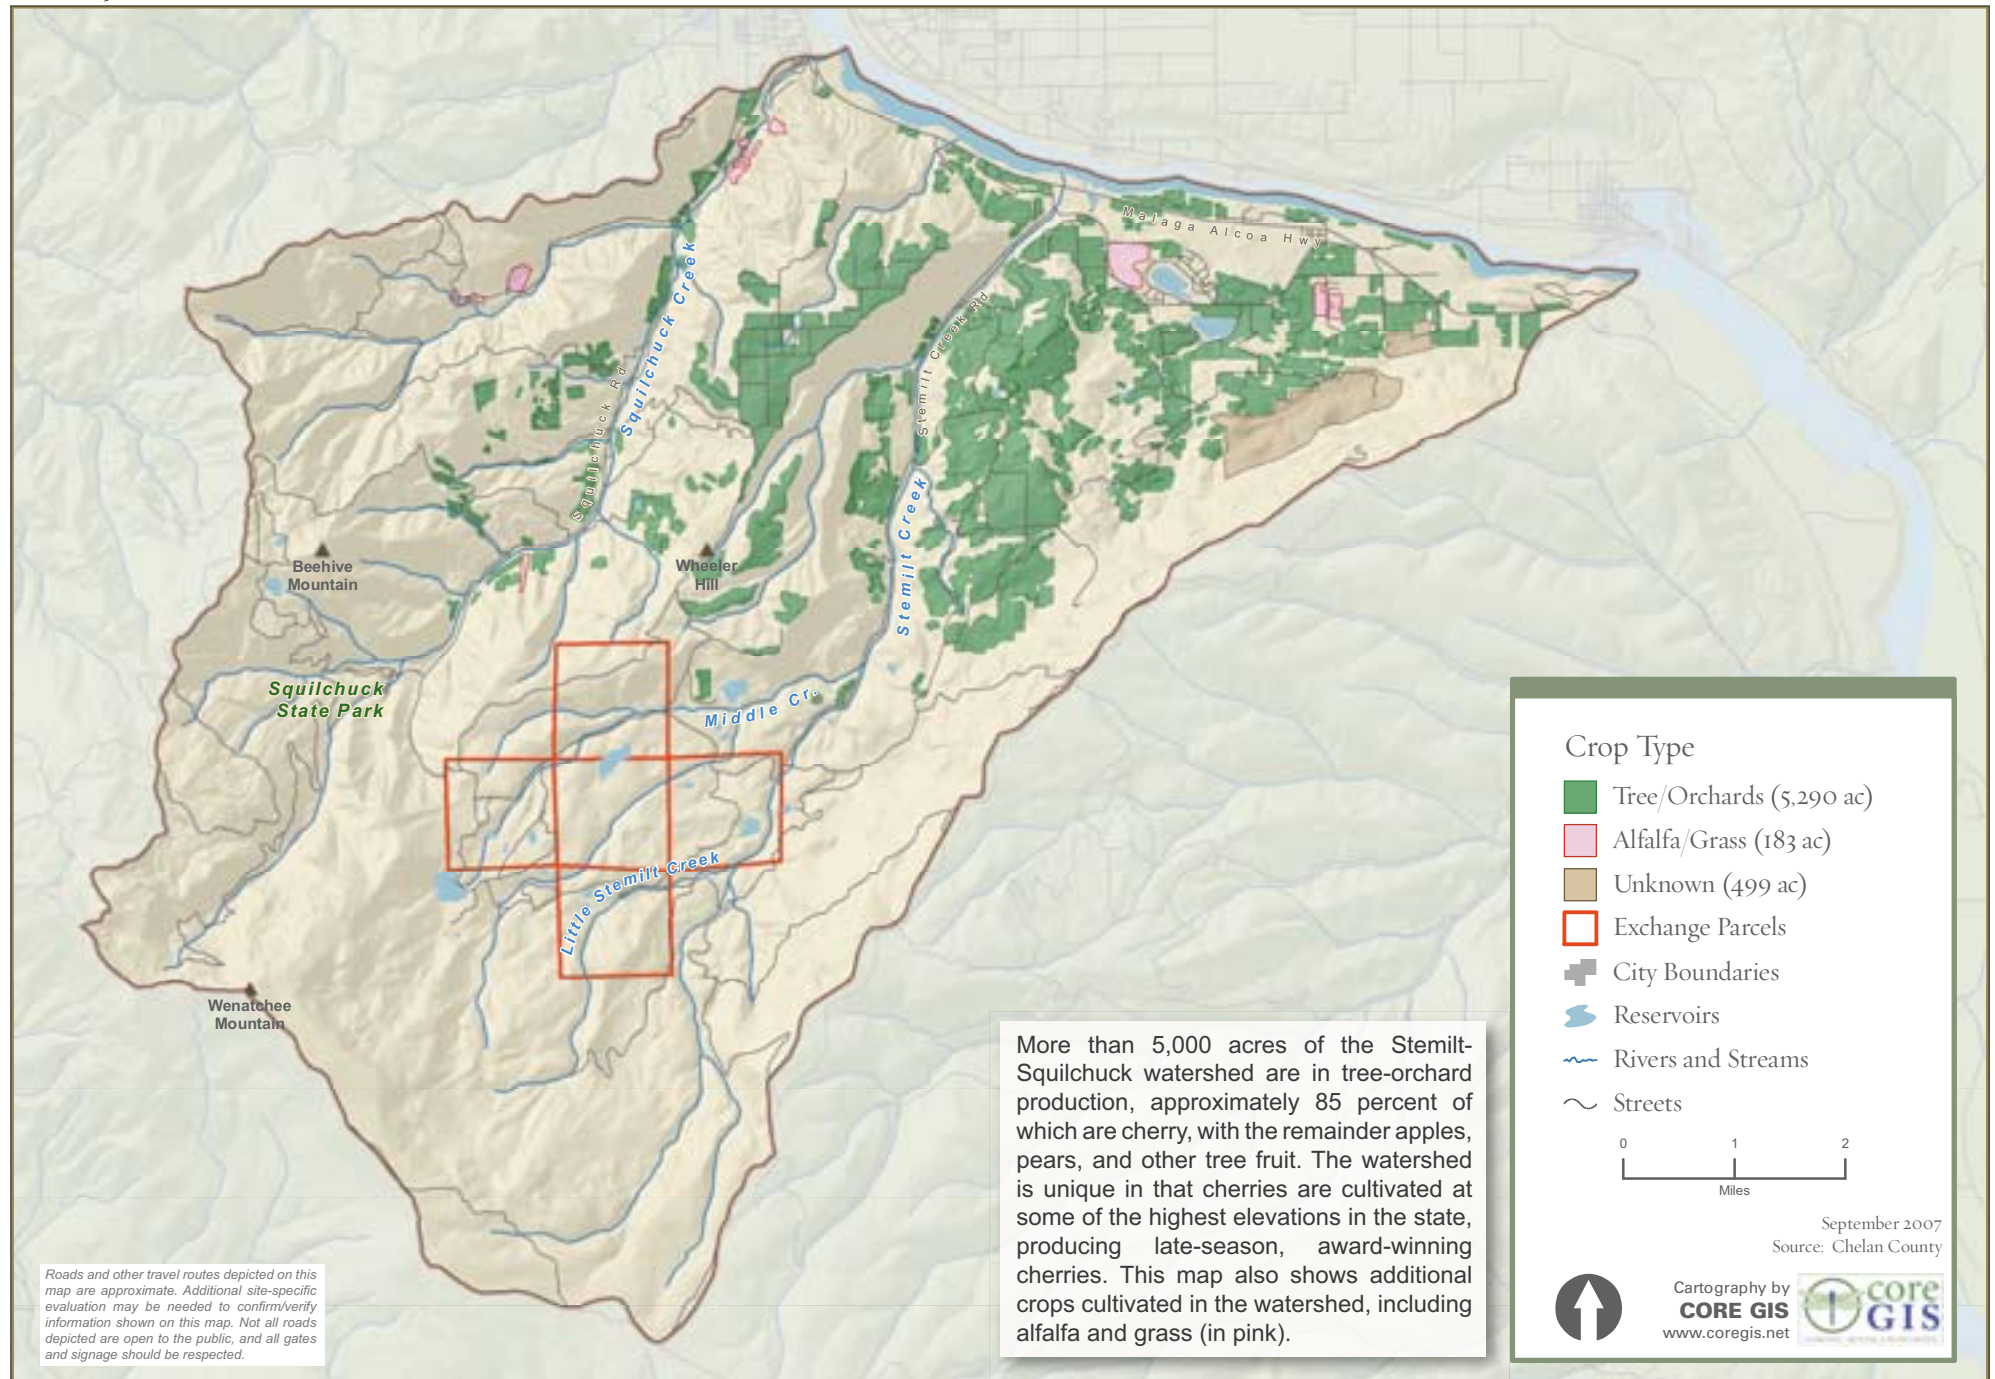 Malaga Alcoa Hwy
Squilchuck Creek
Stemilt Creek Rd
Squilchuck Rd
Stemilt Creek
Beehive
Mountain
Wheeler
Hill
Squilchuck
State Park
Middle Cr.
Little Stemilt Creek
Wenatchee
Mountain
Crop Type
Tree/Orchards (5,290 ac)
Alfalfa/Grass (183 ac)
Unknown (499 ac)
Exchange Parcels
City Boundaries
Reservoirs
Rivers and Streams
Streets
0 1 2
Miles
September 2007
Source: Chelan County
Cartography by
CORE GIS
www.coregis.net
core
GIS
More than 5,000 acres of the Stemilt-
Squilchuck watershed are in tree-orchard
production, approximately 85 percent of
which are cherry, with the remainder apples,
pears, and other tree fruit. The watershed
is unique in that cherries are cultivated at
some of the highest elevations in the state,
producing late-season, award-winning
cherries. This map also shows additional
crops cultivated in the watershed, including
alfalfa and grass (in pink).
Roads and other travel routes depicted on this
map are approximate. Additional site-specific
evaluation may be needed to confirm/verify
information shown on this map. Not all roads
depicted are open to the public, and all gates
and signage should be respected.